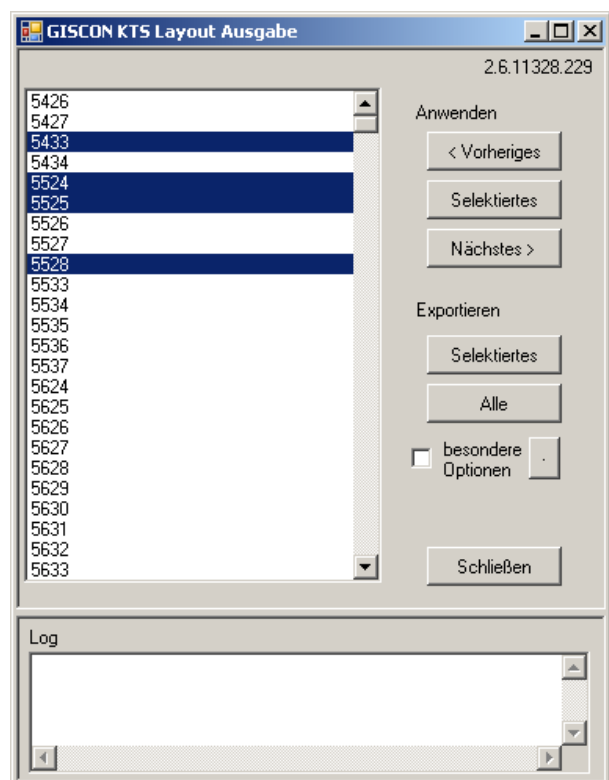 GISCON KTS Layout Ausgabe
2.6.11328.229
5426
5427
5433
5434
5524
5525
5526
5527
5528
5533
5534
5535
5536
5537
5624
5625
5626
5627
5628
5629
5630
5631
5632
5633
Anwenden
< Vorheriges
Selektiertes
Nächstes >
Exportieren
Selektiertes
Alle
besondere
Optionen
.
Schließen
Log